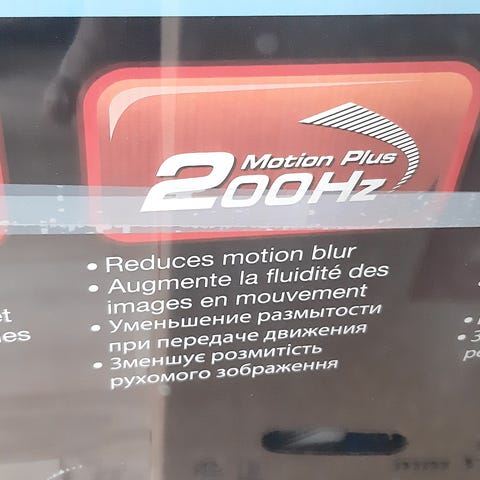 Motion Plus
200Hz
• Reduces motion blur
• Augmente la fluidité des
images en mouvement
• Уменьшение размытости
при передаче движения
• Зменшує розмитість
рухомого зображення